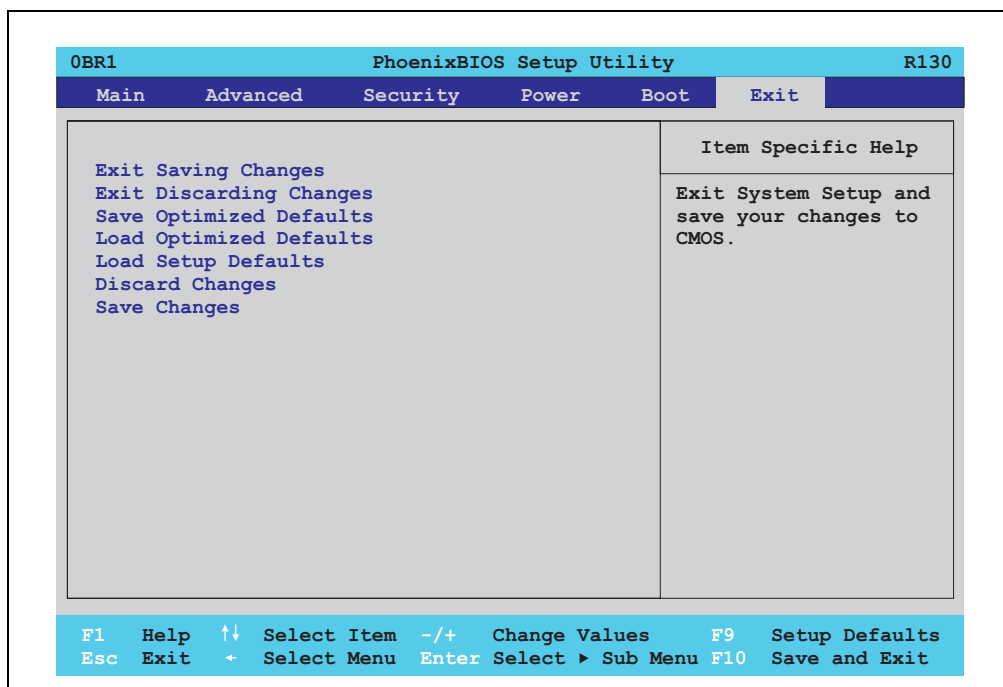 0BR1 PhoenixBIOS Setup Utility R130
Main Advanced Security Power Boot Exit
Item Specific Help
Exit Saving Changes
Exit Discarding Changes
Save Optimized Defaults
Load Optimized Defaults
Load Setup Defaults
Discard Changes
Save Changes
Exit System Setup and
save your changes to
CMOS.
F1 Help ↑↓ Select Item -/+ Change Values F9 Setup Defaults
Esc Exit ← Select Menu Enter Select ▶ Sub Menu F10 Save and Exit